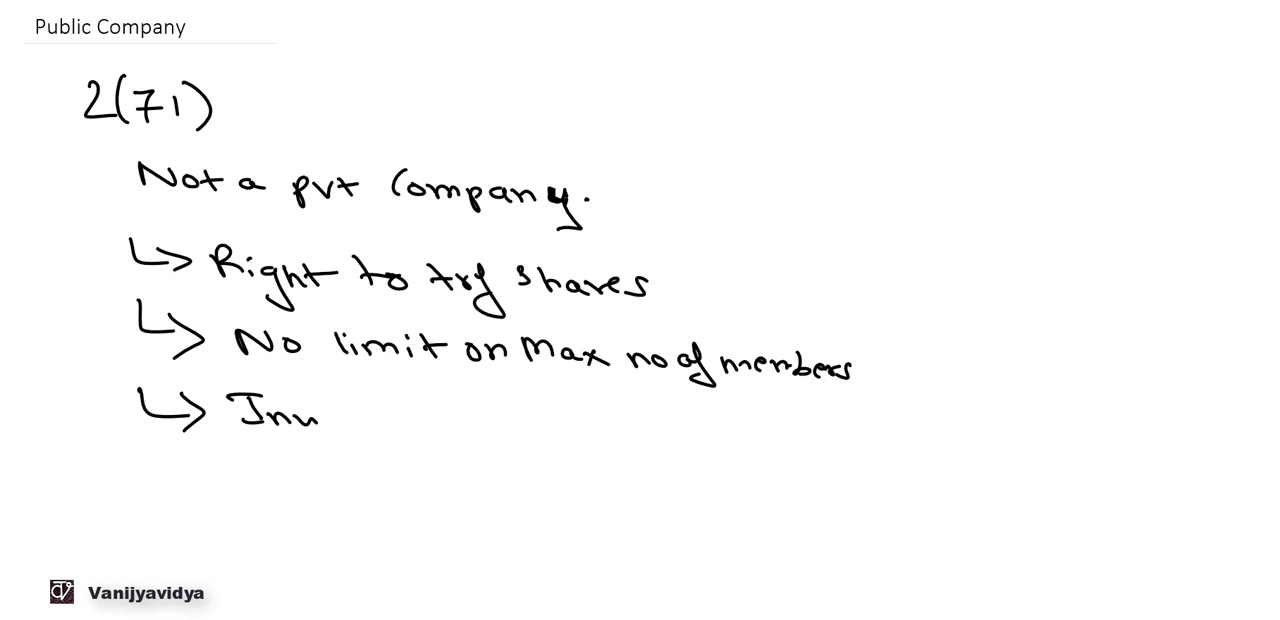 Public Company
2(71)
Not a pvt Company.
↳ Right to trf shares
↳ No limit on Max no of members
↳ Inv
Vanijyavidya